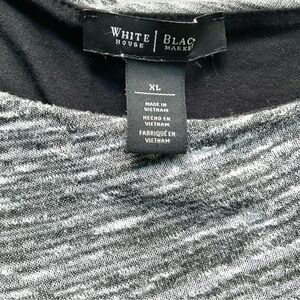 WHITE | BLAC
HOUSE | MARKE
XL
MADE IN
VIETNAM
HECHO EN
VIETNAM
FABRIQUÉ EN
VIETNAM